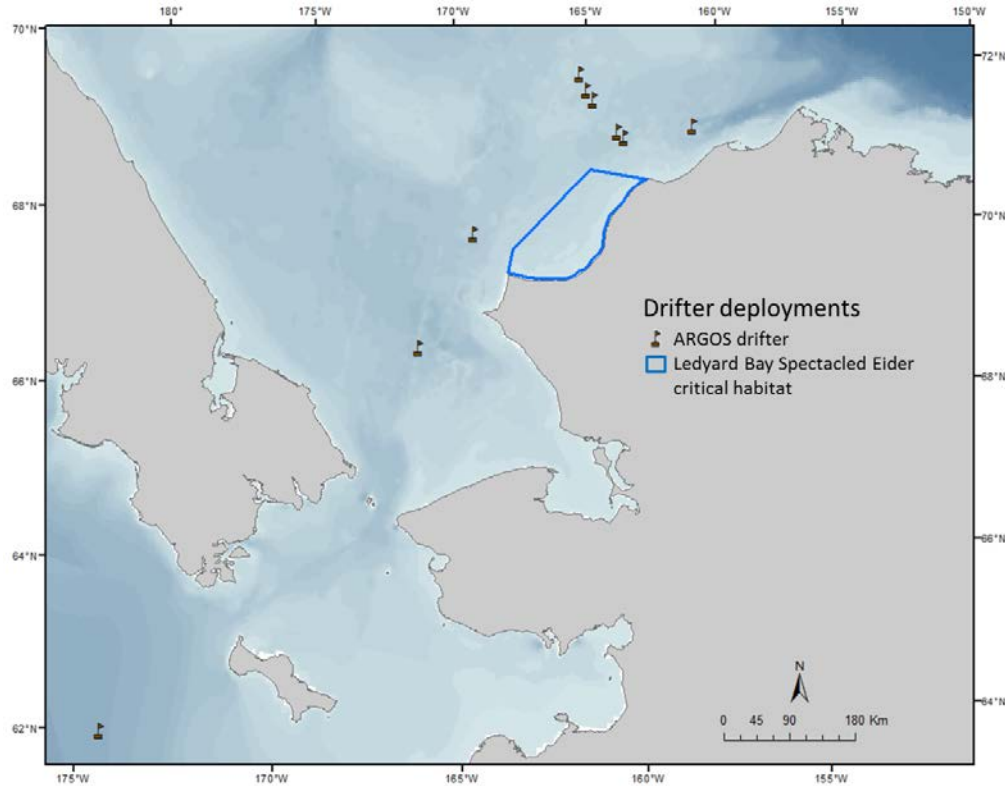 180°
175°W
170°W
165°W
160°W
155°W
150°W
70°N
72°N
68°N
70°N
Drifter deployments
ARGOS drifter
Ledyard Bay Spectacled Eider
critical habitat
66°N
68°N
64°N
66°N
N
0 45 90 180 Km
62°N
64°N
175°W
170°W
165°W
160°W
155°W